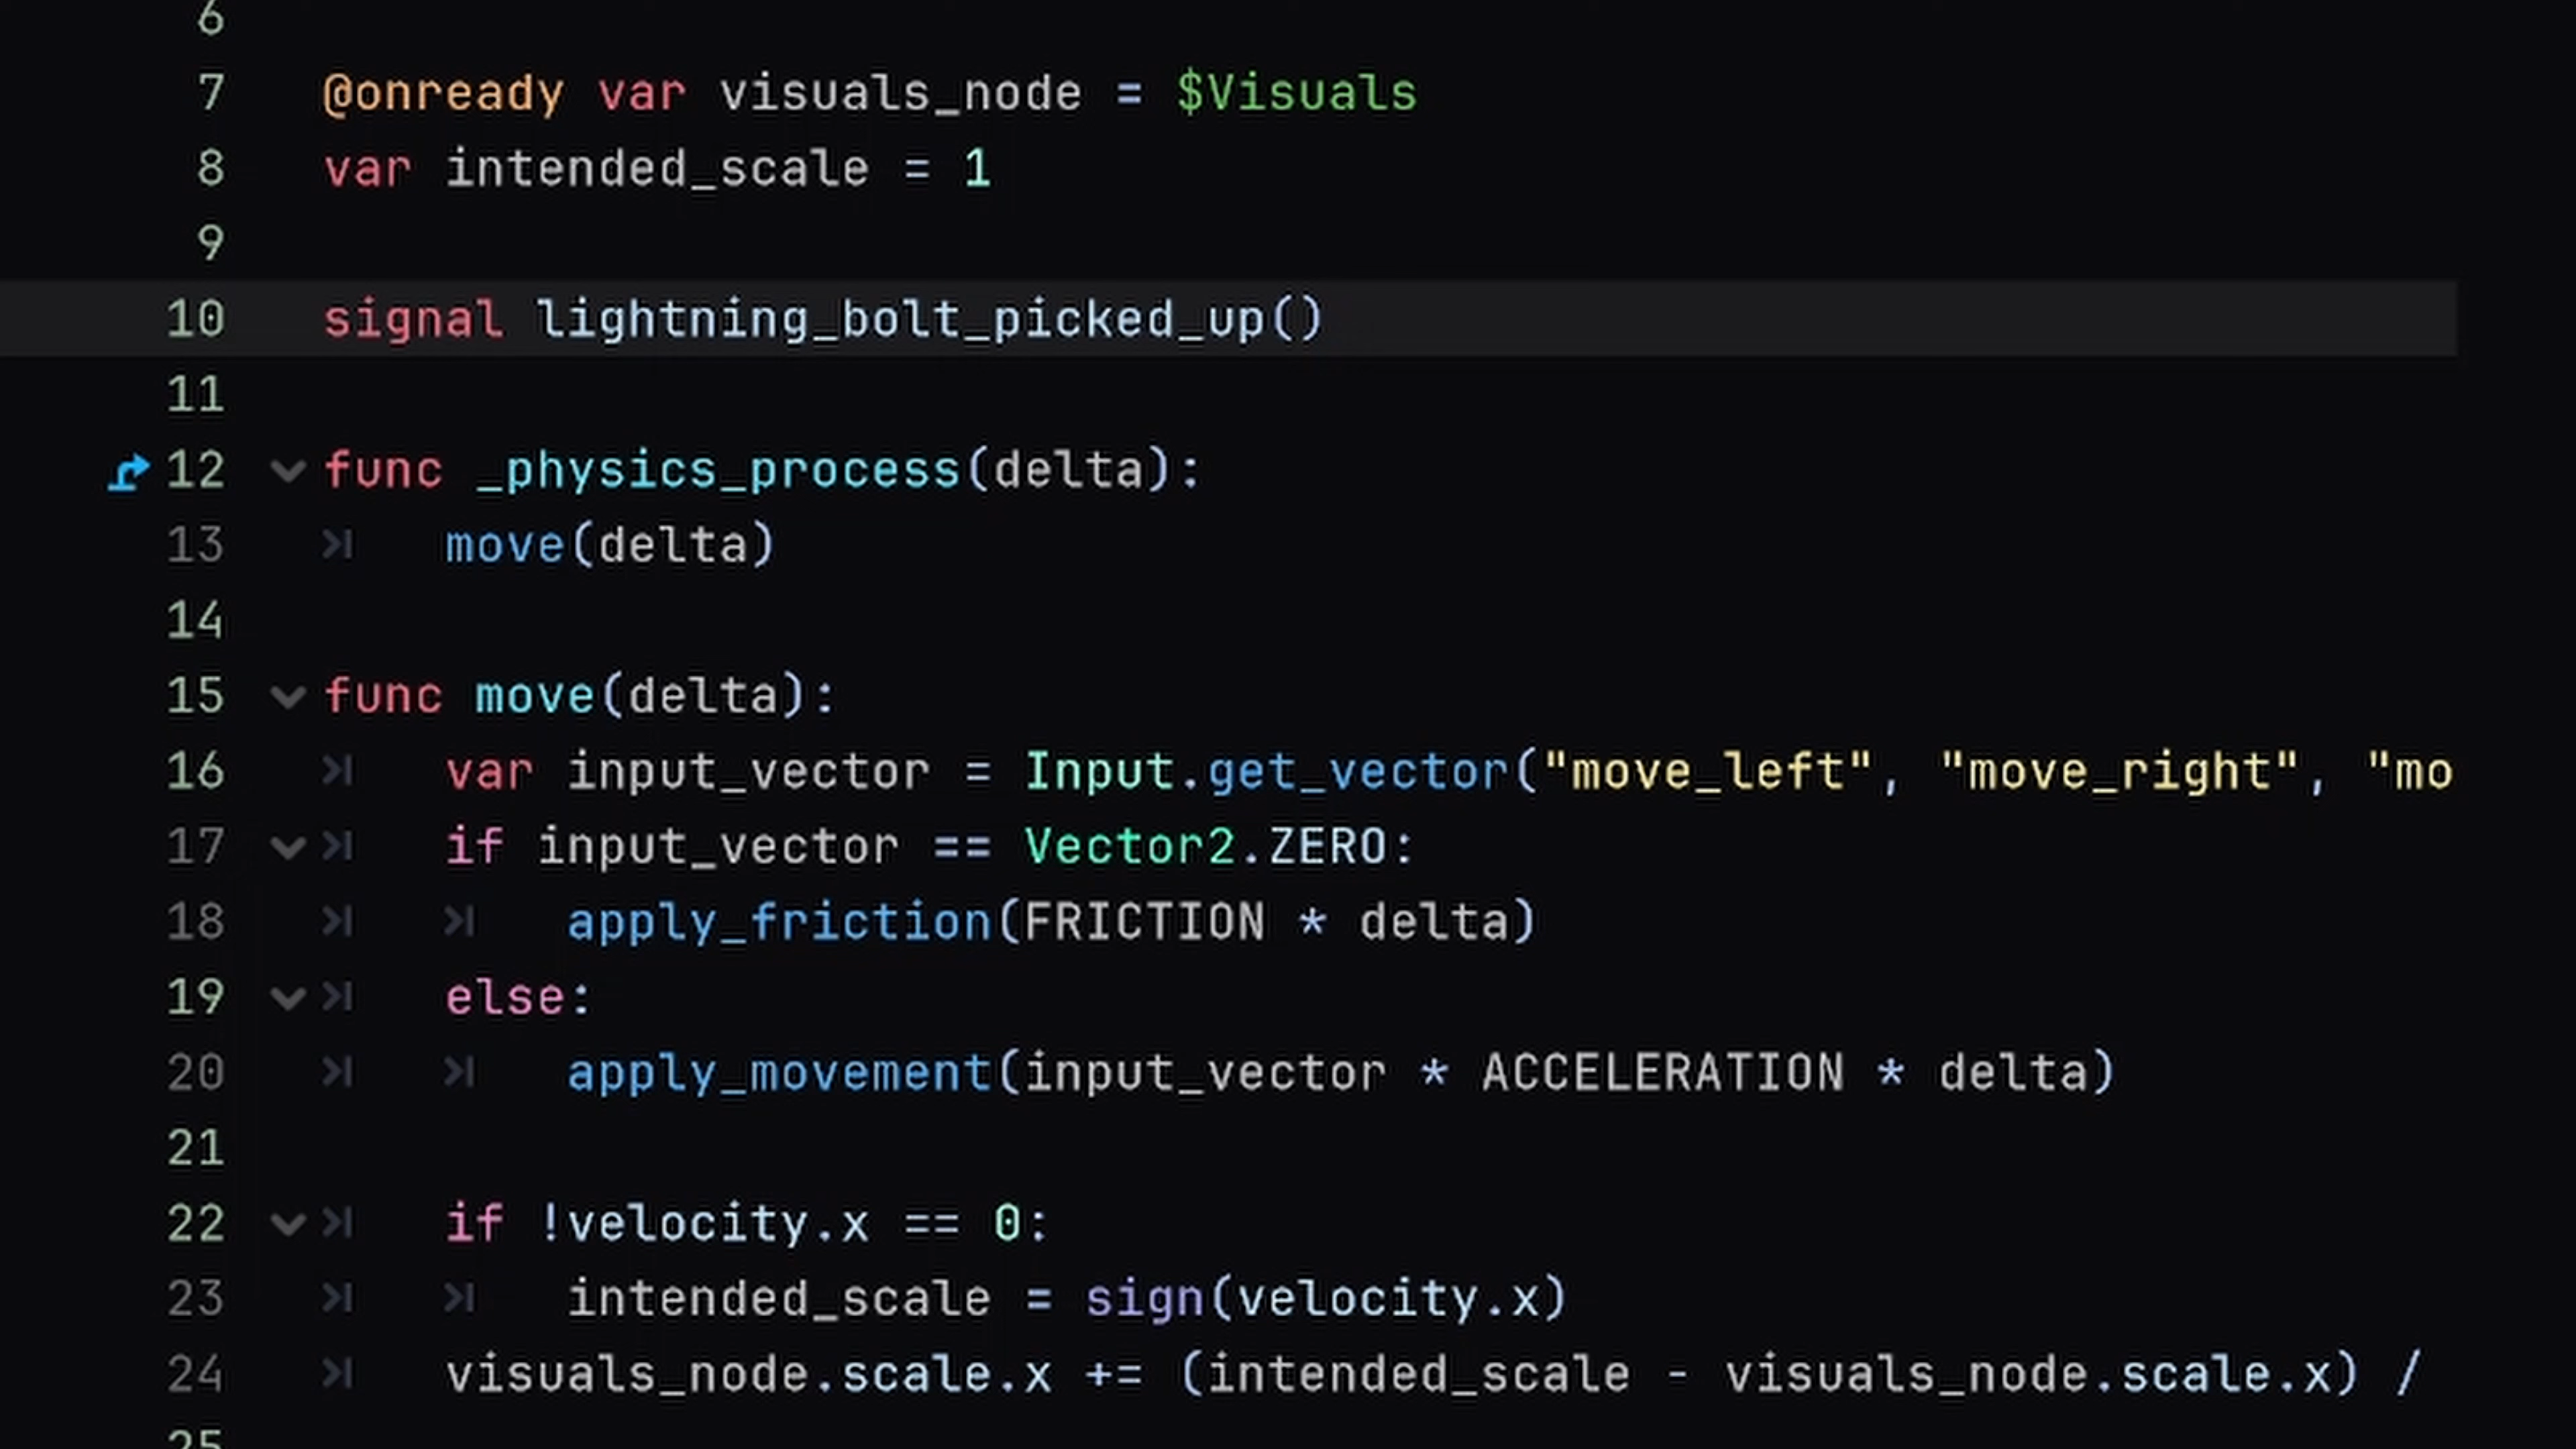 6
7 @onready var visuals_node = $Visuals
8 var intended_scale = 1
9
10 signal lightning_bolt_picked_up()
11
12 func _physics_process(delta):
13 move(delta)
14
15 func move(delta):
16 var input_vector = Input.get_vector("move_left", "move_right", "mo
17 if input_vector == Vector2.ZERO:
18 apply_friction(FRICTION * delta)
19 else:
20 apply_movement(input_vector * ACCELERATION * delta)
21
22 if !velocity.x == 0:
23 intended_scale = sign(velocity.x)
24 visuals_node.scale.x += (intended_scale - visuals_node.scale.x) /
25